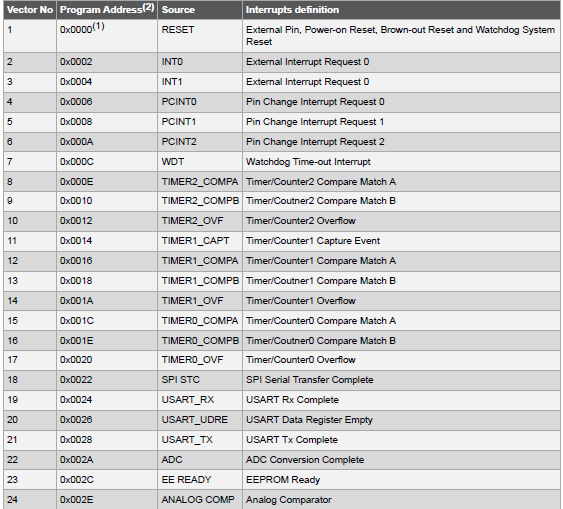 Vector No Program Address(2) Source Interrupts definition
1 0x0000(1) RESET External Pin, Power-on Reset, Brown-out Reset and Watchdog System
Reset
2 0x0002 INT0 External Interrupt Request 0
3 0x0004 INT1 External Interrupt Request 0
4 0x0006 PCINT0 Pin Change Interrupt Request 0
5 0x0008 PCINT1 Pin Change Interrupt Request 1
6 0x000A PCINT2 Pin Change Interrupt Request 2
7 0x000C WDT Watchdog Time-out Interrupt
8 0x000E TIMER2_COMPA Timer/Counter2 Compare Match A
9 0x0010 TIMER2_COMPB Timer/Coutner2 Compare Match B
10 0x0012 TIMER2_OVF Timer/Counter2 Overflow
11 0x0014 TIMER1_CAPT Timer/Counter1 Capture Event
12 0x0016 TIMER1_COMPA Timer/Counter1 Compare Match A
13 0x0018 TIMER1_COMPB Timer/Coutner1 Compare Match B
14 0x001A TIMER1_OVF Timer/Counter1 Overflow
15 0x001C TIMER0_COMPA Timer/Counter0 Compare Match A
16 0x001E TIMER0_COMPB Timer/Coutner0 Compare Match B
17 0x0020 TIMER0_OVF Timer/Counter0 Overflow
18 0x0022 SPI STC SPI Serial Transfer Complete
19 0x0024 USART_RX USART Rx Complete
20 0x0026 USART_UDRE USART Data Register Empty
21 0x0028 USART_TX USART Tx Complete
22 0x002A ADC ADC Conversion Complete
23 0x002C EE READY EEPROM Ready
24 0x002E ANALOG COMP Analog Comparator